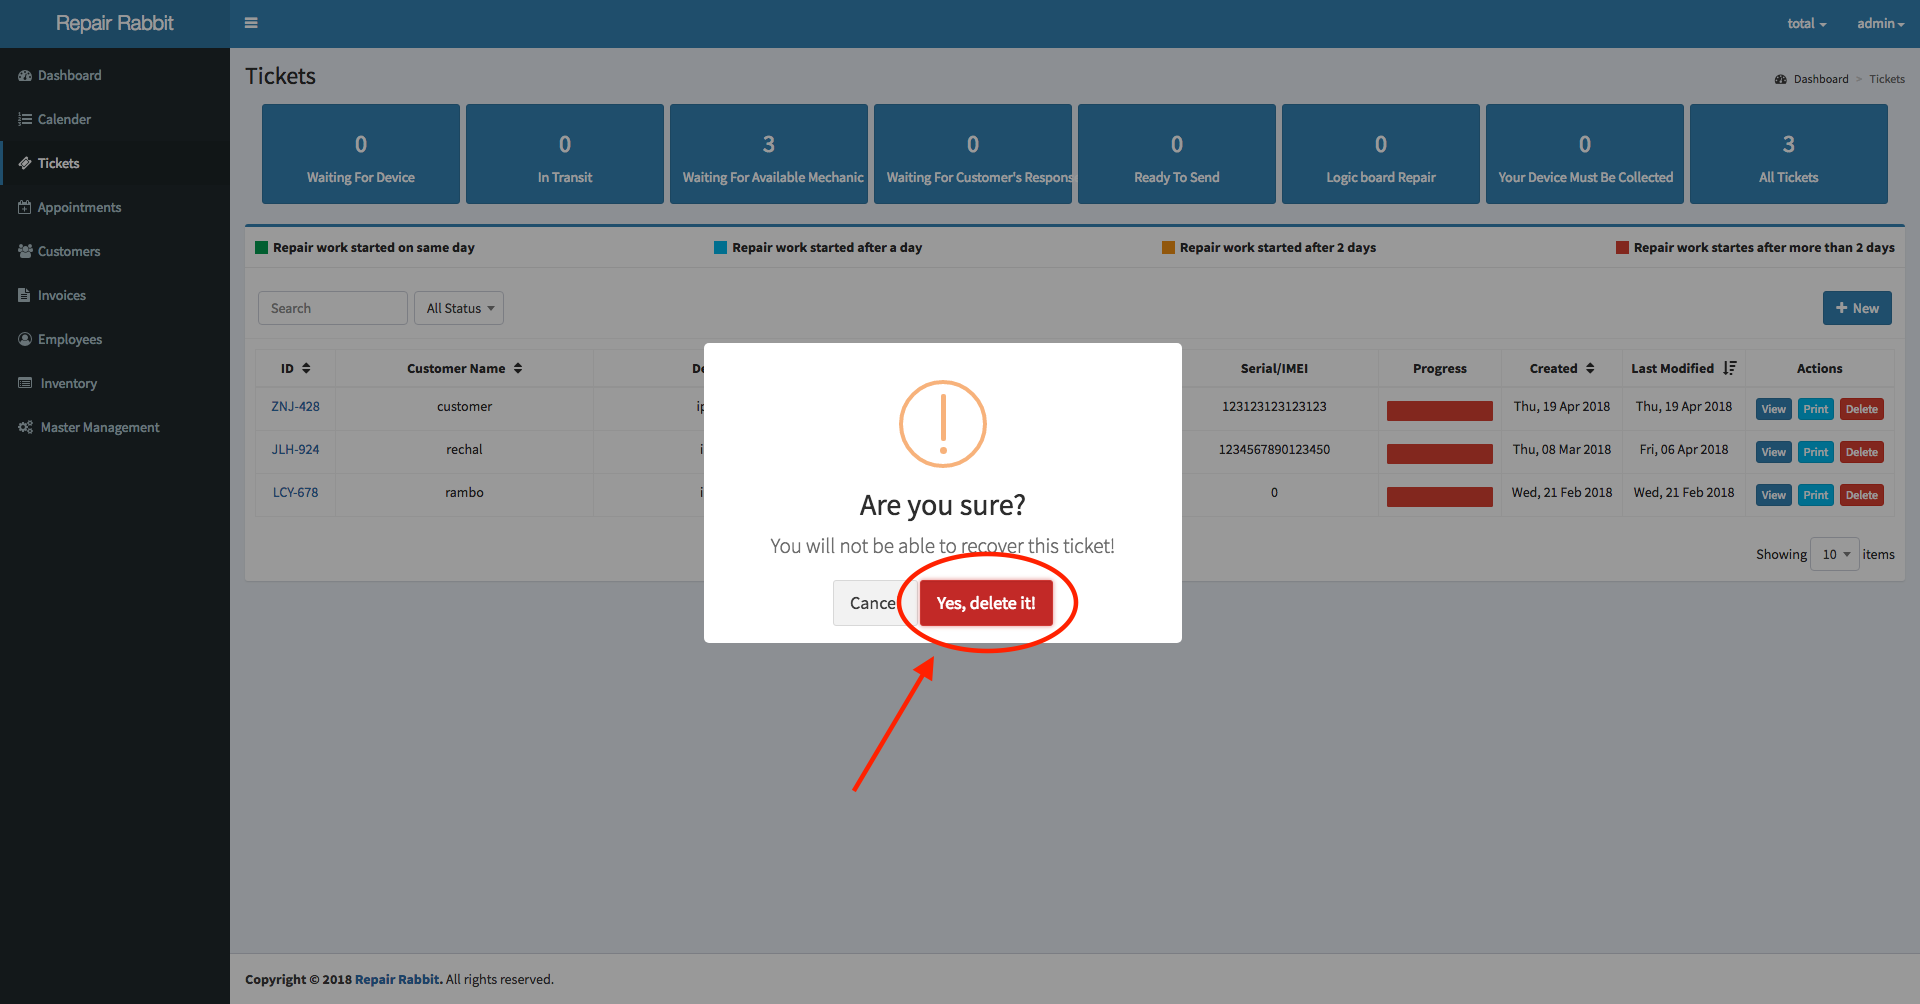 Repair Rabbit
total
admin
Dashboard
Calender
Tickets
Appointments
Customers
Invoices
Employees
Inventory
Master Management
Tickets
Dashboard > Tickets
0
Waiting For Device
0
In Transit
3
Waiting For Available Mechanic
0
Waiting For Customer's Respons
0
Ready To Send
0
Logic board Repair
0
Your Device Must Be Collected
3
All Tickets
Repair work started on same day
Repair work started after a day
Repair work started after 2 days
Repair work startes after more than 2 days
Search
All Status
New
ID Customer Name Serial/IMEI Progress Created Last Modified Actions
ZNJ-428 customer 123123123123123 Thu, 19 Apr 2018 Thu, 19 Apr 2018 View Print Delete
JLH-924 rechal 1234567890123450 Thu, 08 Mar 2018 Fri, 06 Apr 2018 View Print Delete
LCY-678 rambo 0 Wed, 21 Feb 2018 Wed, 21 Feb 2018 View Print Delete
Showing 10 items
Are you sure?
You will not be able to recover this ticket!
Cance
Yes, delete it!
Copyright © 2018 Repair Rabbit. All rights reserved.